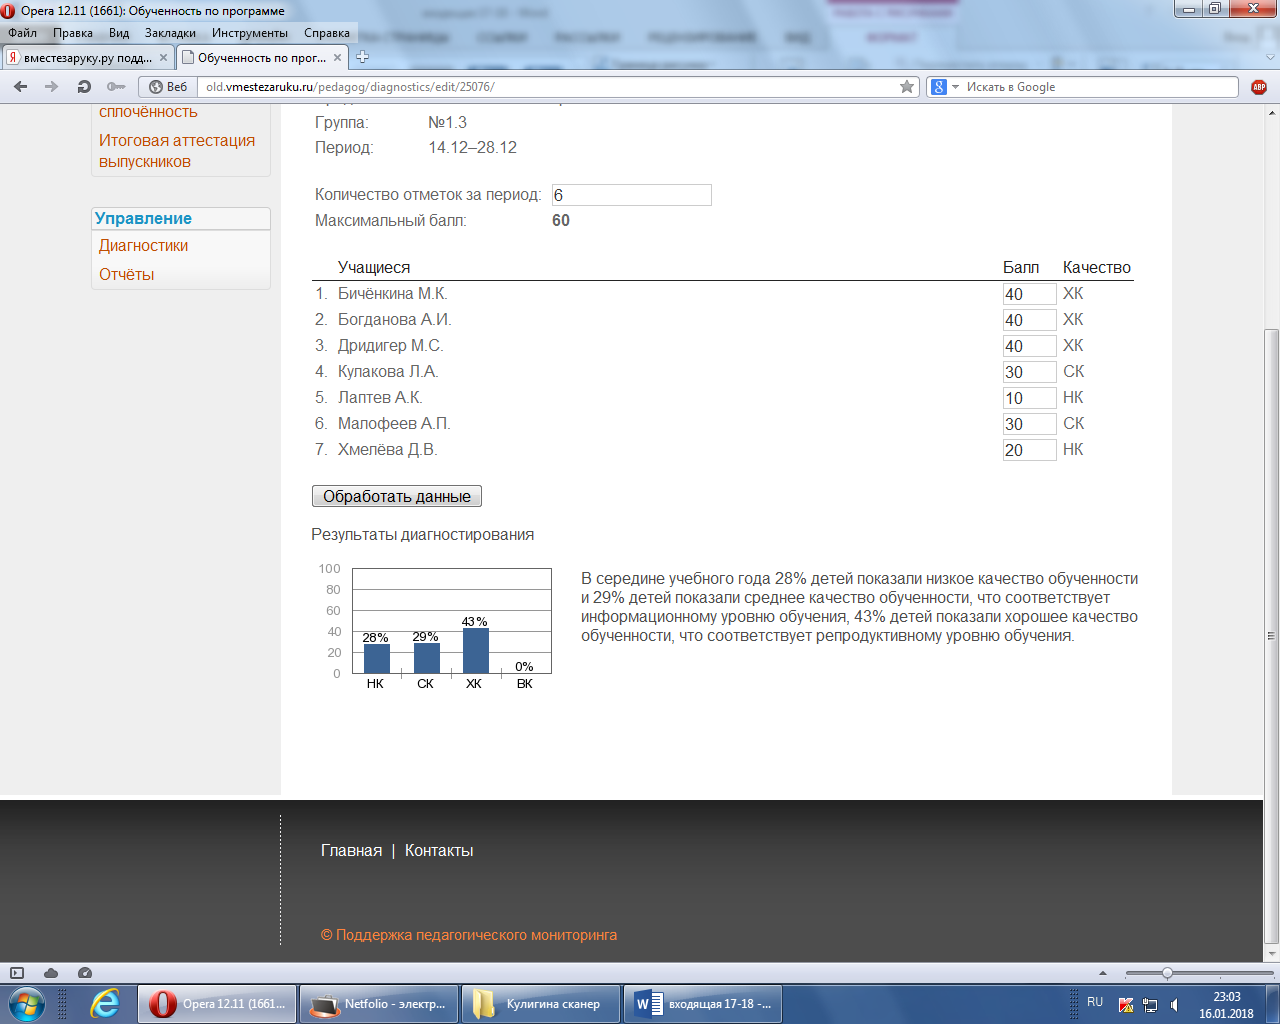 Opera 12.11 (1661): Обученность по программе
Файл Правка Вид Закладки Инструменты Справка
вместезаруку.ру подд... Обученность по прог...
Веб old.vmestezaruku.ru/pedagog/diagnostics/edit/25076/ Искать в Google
сплочённость
Итоговая аттестация
выпускников
Управление
Диагностики
Отчёты
Группа: №1.3
Период: 14.12–28.12
Количество отметок за период: 6
Максимальный балл: 60
Учащиеся Балл Качество
1. Бичёнкина М.К. 40 ХК
2. Богданова А.И. 40 ХК
3. Дридигер М.С. 40 ХК
4. Кулакова Л.А. 30 СК
5. Лаптев А.К. 10 НК
6. Малофеев А.П. 30 СК
7. Хмелёва Д.В. 20 НК
Обработать данные
Результаты диагностирования
100
80
60
40
20
0
28% 29% 43% 0%
НК СК ХК ВК
В середине учебного года 28% детей показали низкое качество обученности
и 29% детей показали среднее качество обученности, что соответствует
информационному уровню обучения, 43% детей показали хорошее качество
обученности, что соответствует репродуктивному уровню обучения.
Главная | Контакты
© Поддержка педагогического мониторинга
Opera 12.11 (1661... Netfolio - электр... Кулигина сканер входящая 17-18 -... RU 23:03
16.01.2018